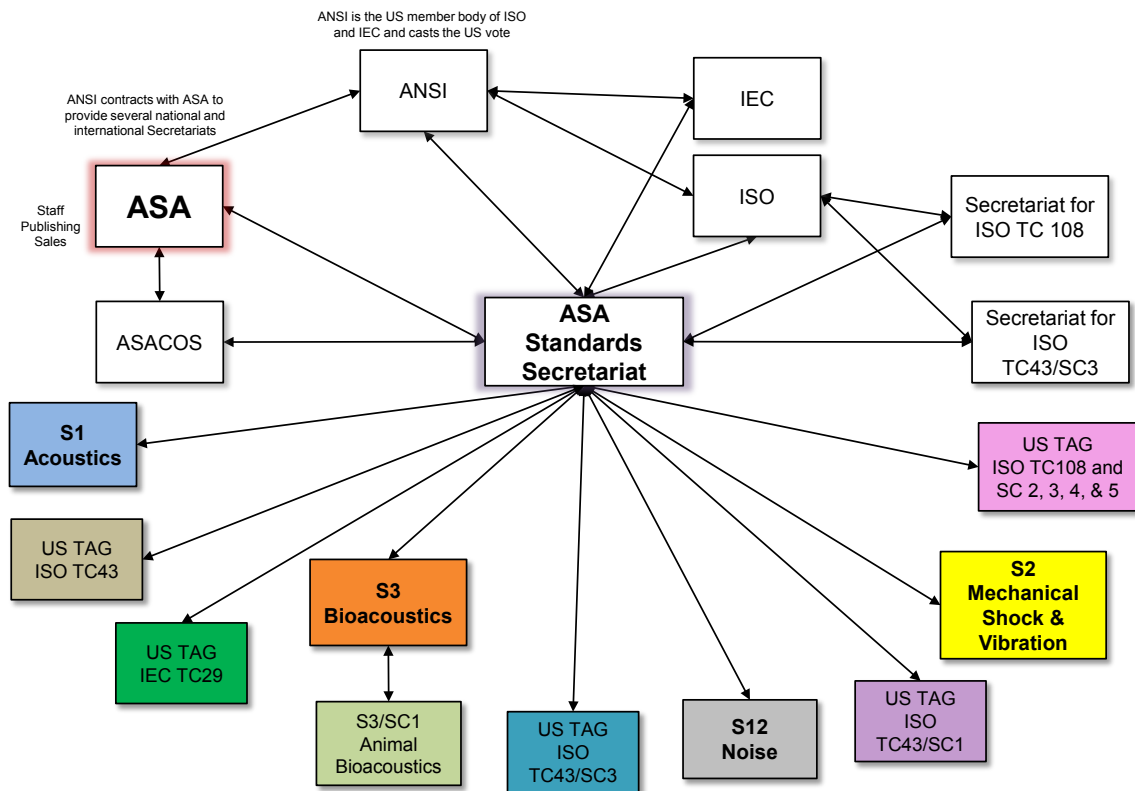 ANSI is the US member body of ISO
and IEC and casts the US vote
ANSI
IEC
ANSI contracts with ASA to
provide several national and
international Secretariats
ASA
Staff
Publishing
Sales
ISO
Secretariat for
ISO TC 108
ASACOS
ASA
Standards
Secretariat
Secretariat for
ISO
TC43/SC3
S1
Acoustics
US TAG
ISO TC108 and
SC 2, 3, 4, & 5
US TAG
ISO TC43
S3
Bioacoustics
S2
Mechanical
Shock &
Vibration
US TAG
IEC TC29
S3/SC1
Animal
Bioacoustics
US TAG
ISO
TC43/SC3
S12
Noise
US TAG
ISO
TC43/SC1